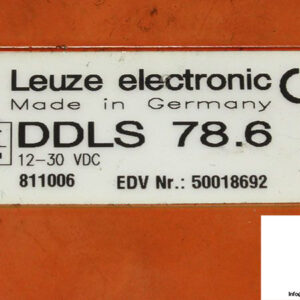 Leuze electronic
Made in Germany
DDLS 78.6
12-30 VDC
811006 EDV Nr.: 50018692